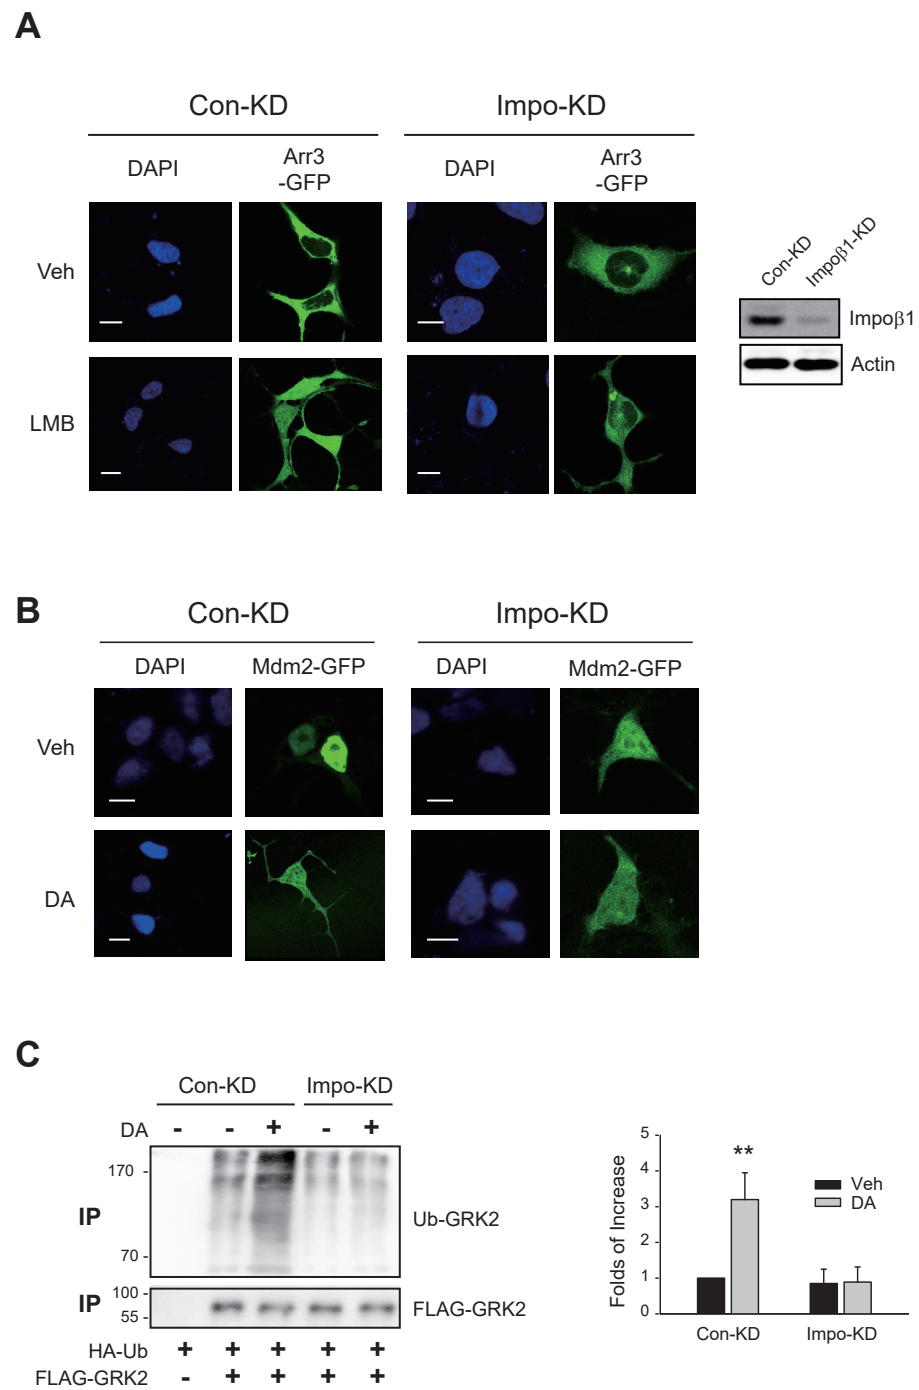 A
Con-KD Impo-KD
DAPI Arr3 -GFP DAPI Arr3 -GFP
Con-KD Impoβ1-KD
Veh
Impoβ1
Actin
LMB
B
Con-KD Impo-KD
DAPI Mdm2-GFP DAPI Mdm2-GFP
Veh
DA
C
Con-KD Impo-KD
DA - - + - +
170 -
IP Ub-GRK2
70 -
100 -
IP FLAG-GRK2
55 -
HA-Ub + + + + +
FLAG-GRK2 - + + + +
Folds of Increase
5
4
3
2
1
0
**
Veh
DA
Con-KD Impo-KD